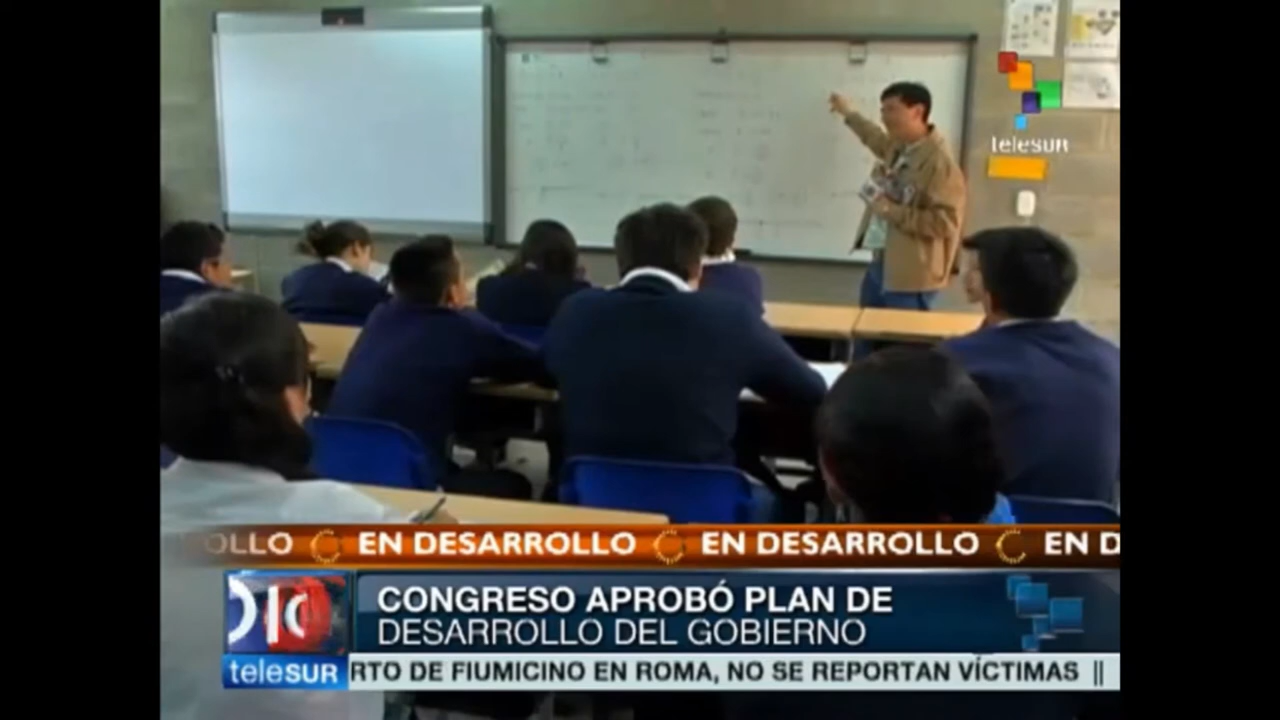 telesur
OLLO EN DESARROLLO EN DESARROLLO EN D
CONGRESO APROBÓ PLAN DE
DESARROLLO DEL GOBIERNO
teleSUR RTO DE FIUMICINO EN ROMA, NO SE REPORTAN VÍCTIMAS ||